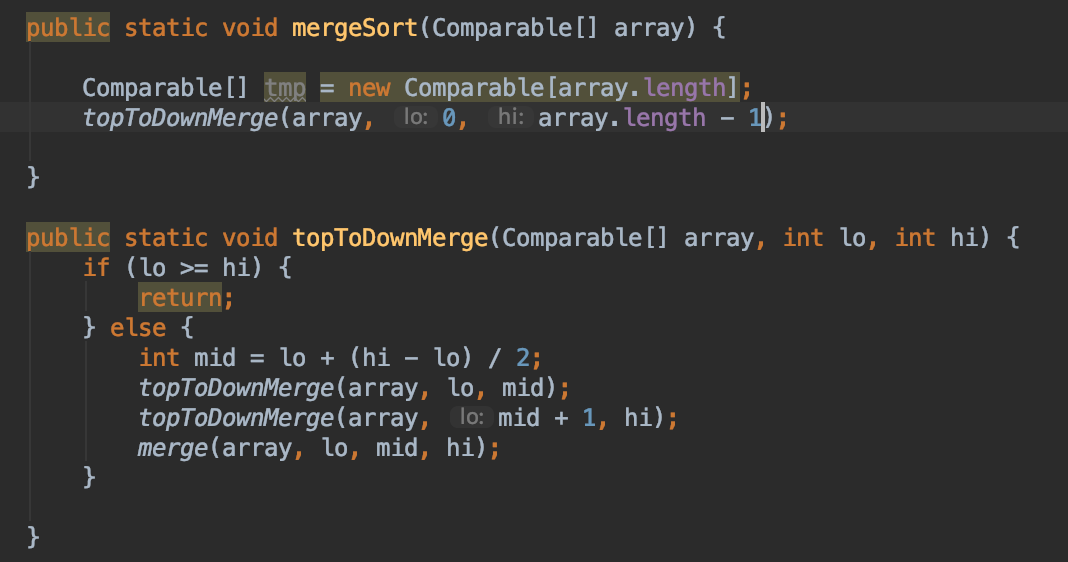 public static void mergeSort(Comparable[] array) {
Comparable[] tmp = new Comparable[array.length];
topToDownMerge(array, lo: 0, hi: array.length - 1);
}
public static void topToDownMerge(Comparable[] array, int lo, int hi) {
if (lo >= hi) {
return;
} else {
int mid = lo + (hi - lo) / 2;
topToDownMerge(array, lo, mid);
topToDownMerge(array, lo: mid + 1, hi);
merge(array, lo, mid, hi);
}
}